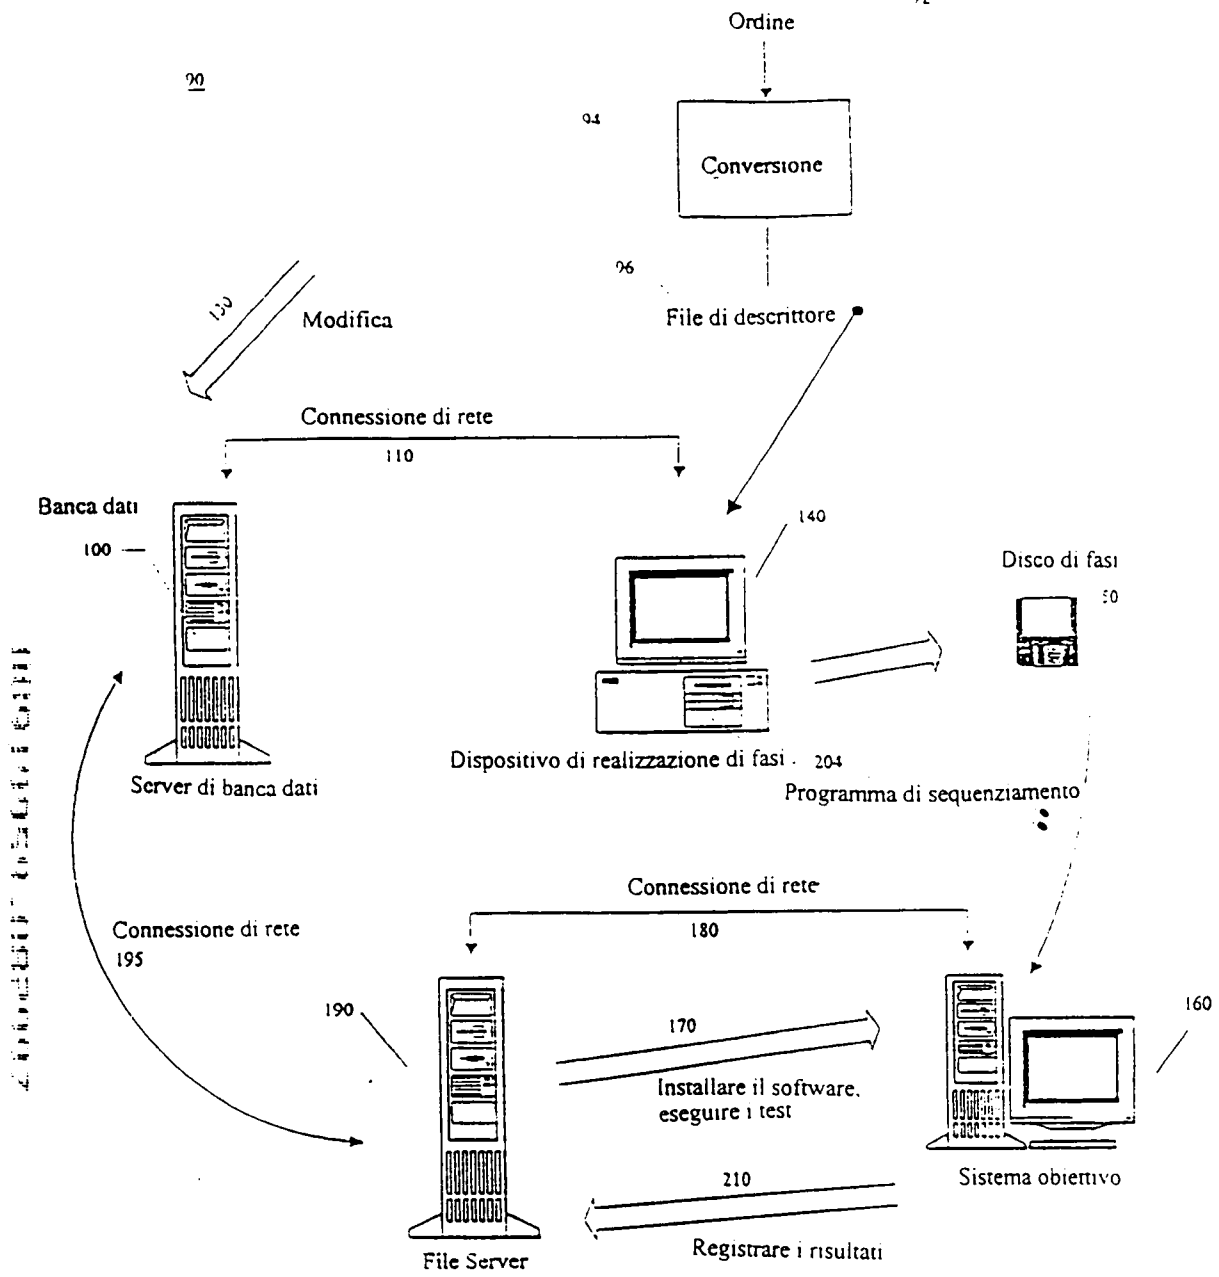 Ordine
90
94
Conversione
96
File di descrittore
130
Modifica
Connessione di rete
110
Banca dati
100
140
Disco di fasi
50
Server di banca dati
Dispositivo di realizzazione di fasi
204
Programma di sequenziamento
Connessione di rete
180
Connessione di rete
195
190
170
160
Installare il software,
eseguire i test
Sistema obiettivo
210
Registrare i risultati
File Server